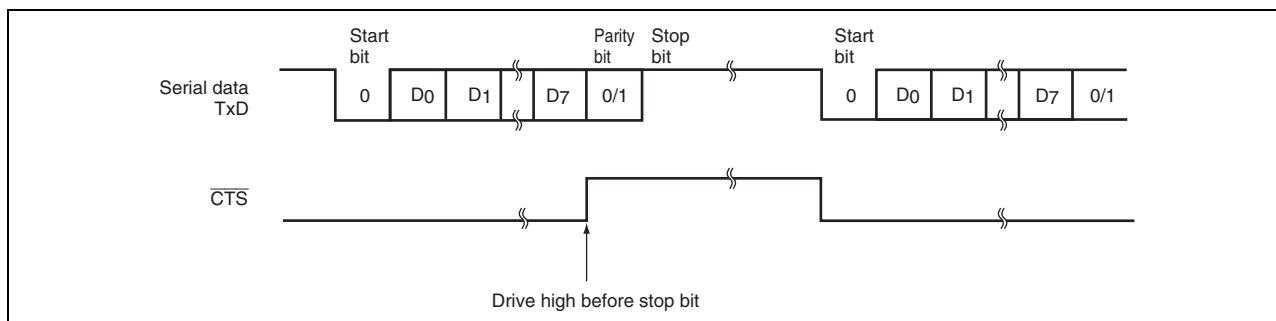 Start bit
Parity bit
Stop bit
Start bit
Serial data TxD
0
D0
D1
D7
0/1
0
D0
D1
D7
0/1
CTS
Drive high before stop bit